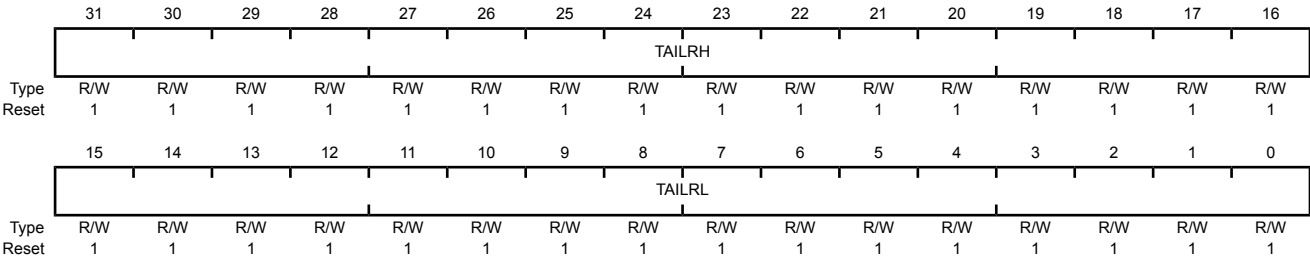 31 30 29 28 27 26 25 24 23 22 21 20 19 18 17 16
TAILRH
Type R/W R/W R/W R/W R/W R/W R/W R/W R/W R/W R/W R/W R/W R/W R/W R/W
Reset 1 1 1 1 1 1 1 1 1 1 1 1 1 1 1 1
15 14 13 12 11 10 9 8 7 6 5 4 3 2 1 0
TAILRL
Type R/W R/W R/W R/W R/W R/W R/W R/W R/W R/W R/W R/W R/W R/W R/W R/W
Reset 1 1 1 1 1 1 1 1 1 1 1 1 1 1 1 1